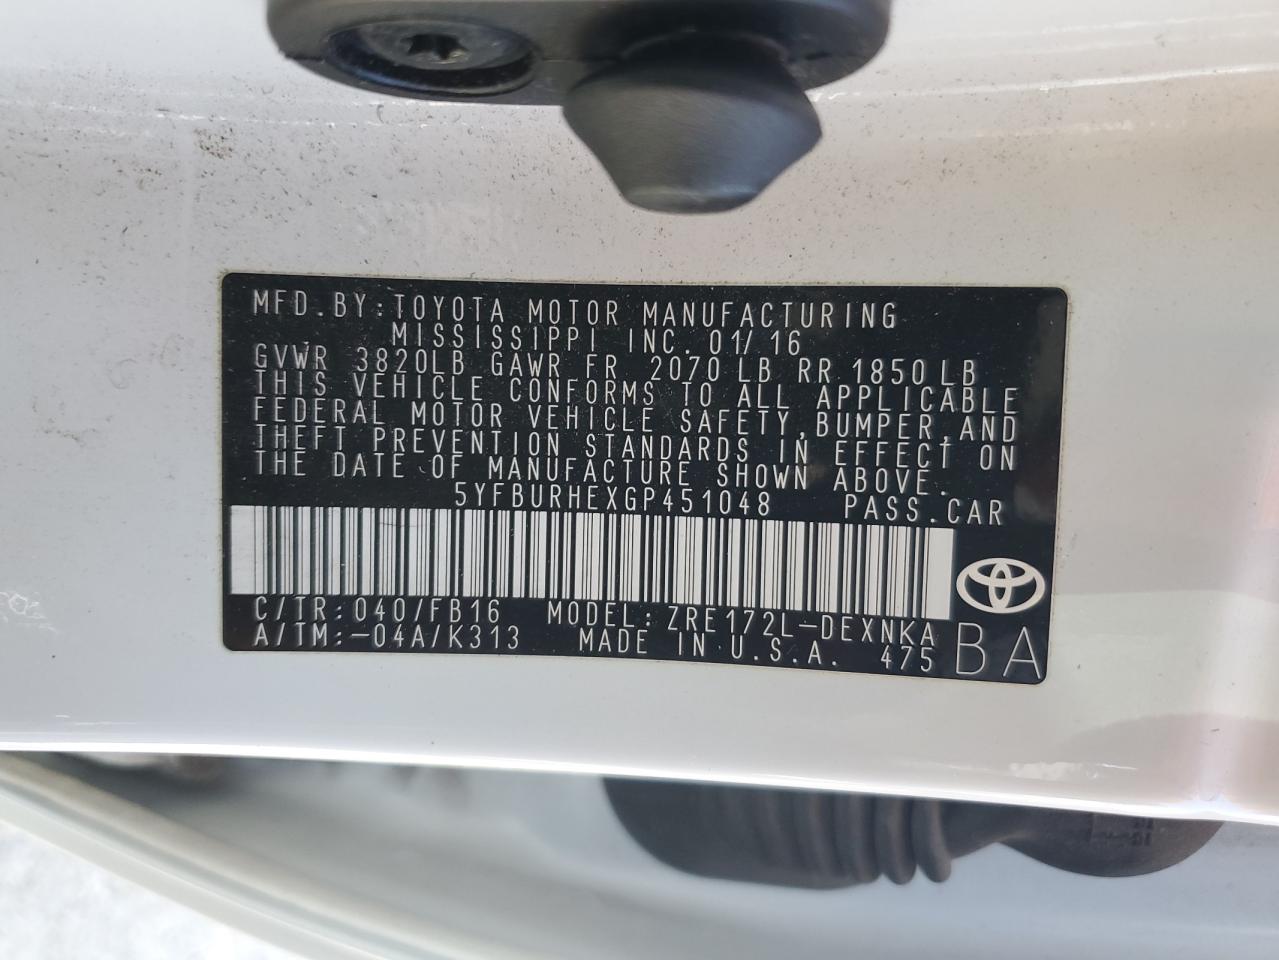 MFD.BY:TOYOTA MOTOR MANUFACTURING
MISSISSIPPI INC. 01/16
GVWR 3820LB GAWR FR 2070 LB RR 1850 LB
THIS VEHICLE CONFORMS TO ALL APPLICABLE
FEDERAL MOTOR VEHICLE SAFETY,BUMPER,AND
THEFT PREVENTION STANDARDS IN EFFECT ON
THE DATE OF MANUFACTURE SHOWN ABOVE.
5YFBURHEXGP451048 PASS.CAR
C/TR:040/FB16 MODEL:ZRE172L-DEXNKA
A/TM:-04A/K313 MADE IN U.S.A. 475 BA